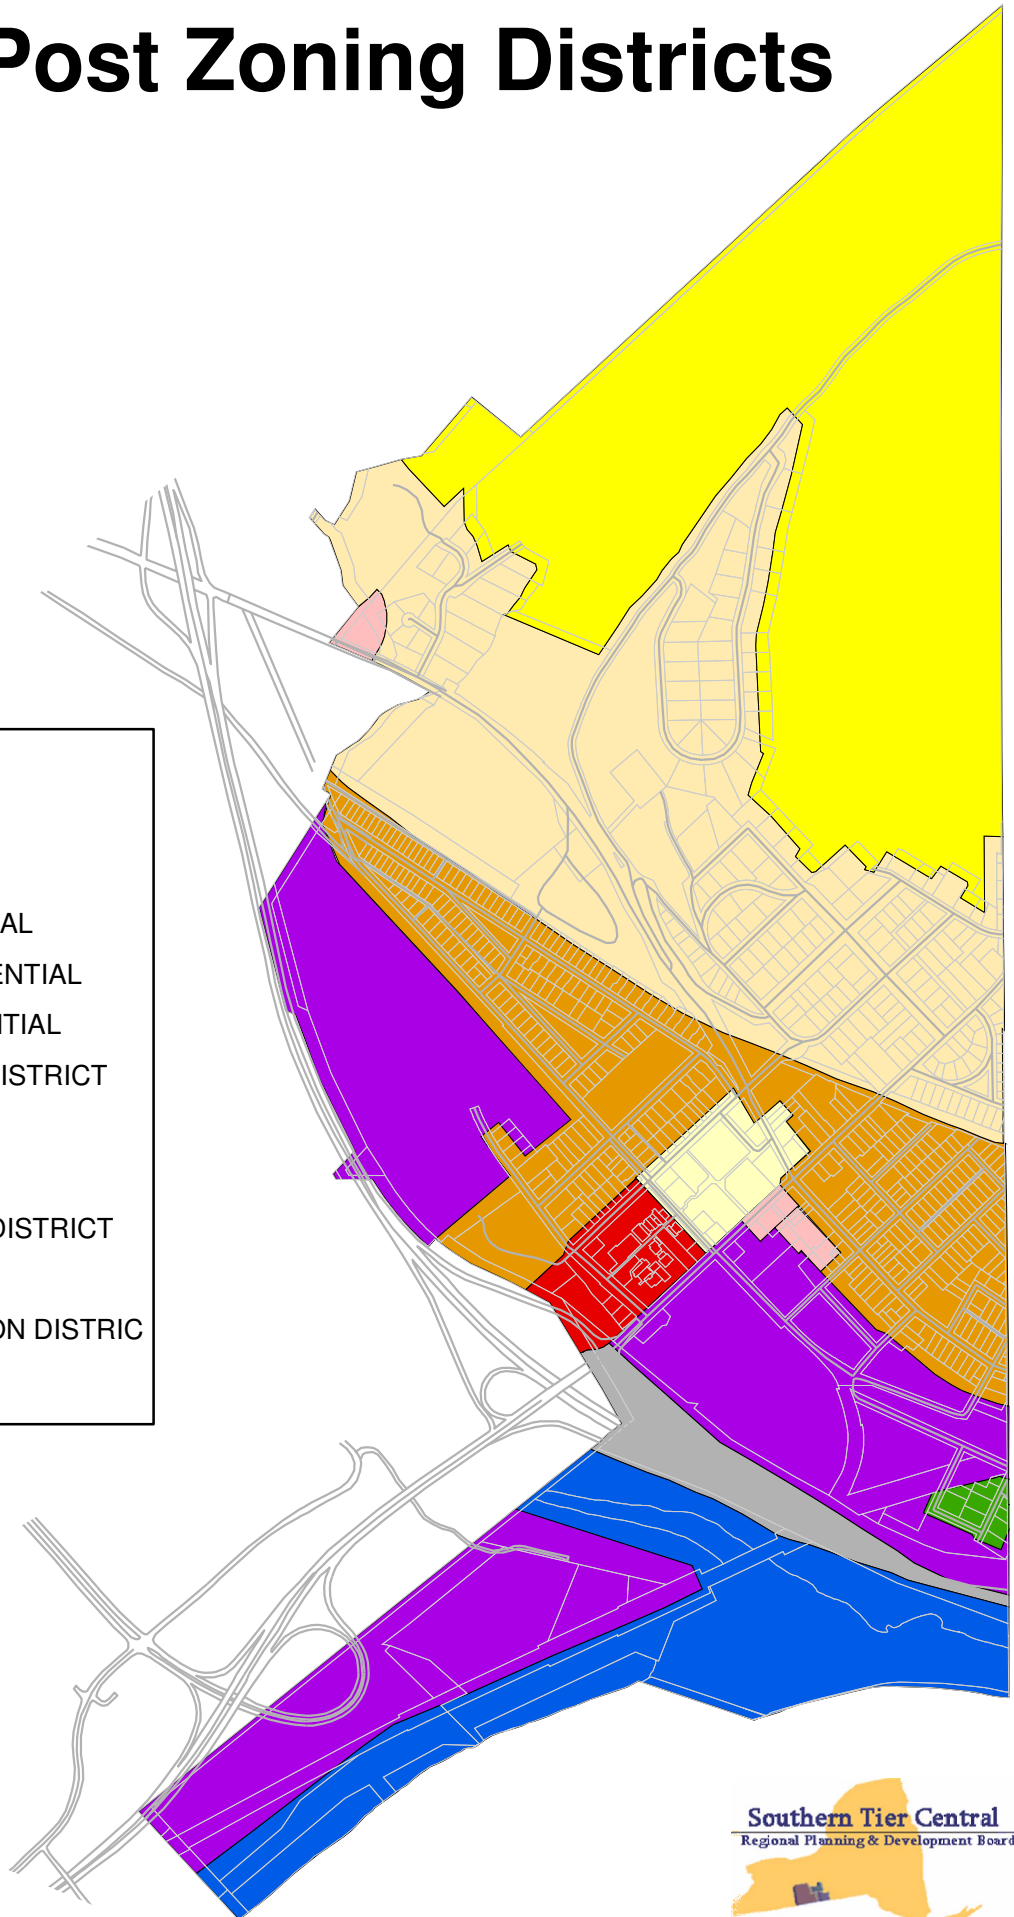 Post Zoning Districts
AL
ENTIAL
ITIAL
ISTRICT
DISTRICT
ON DISTRIC
Southern Tier Central
Regional Planning & Development Board